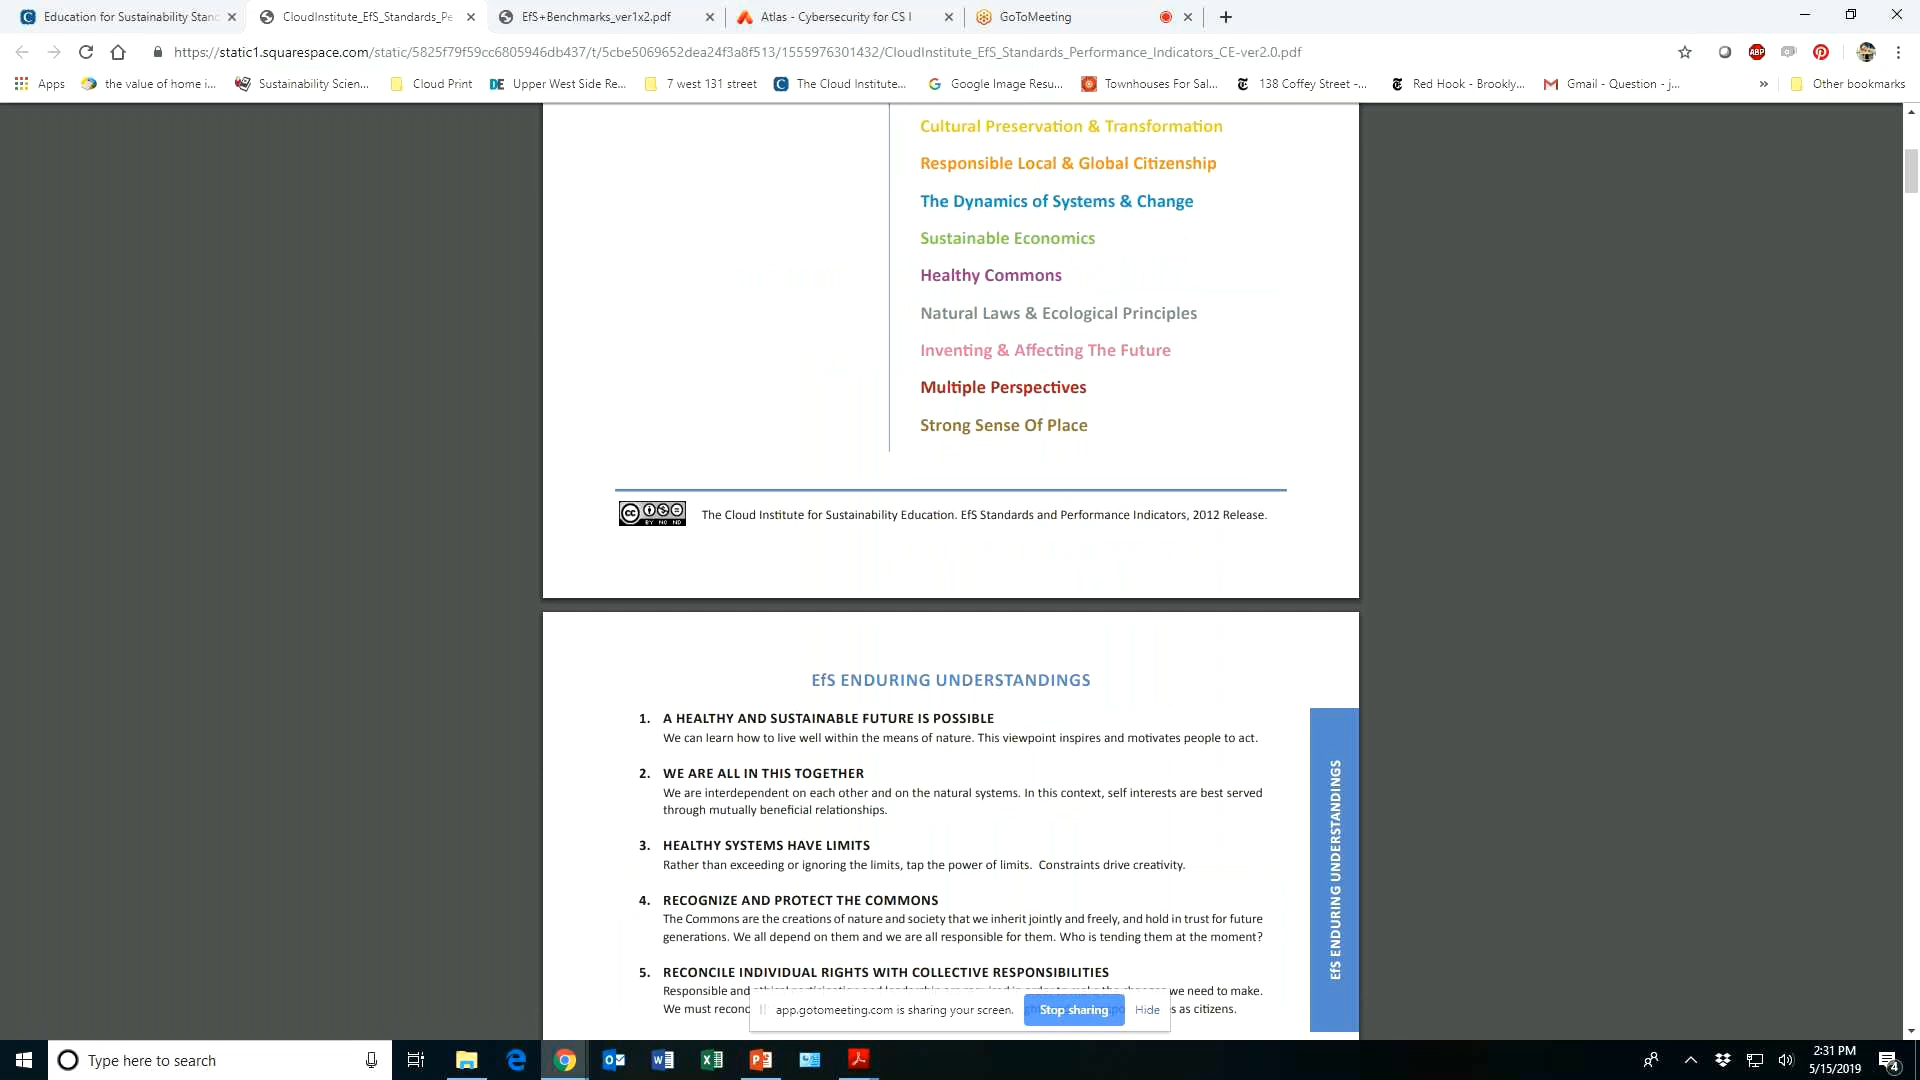 Education for Sustainability Stanc
CloudInstitute_EfS_Standards_Pe
EfS+Benchmarks_ver1x2.pdf
Atlas - Cybersecurity for CS I
GoToMeeting
https://static1.squarespace.com/static/5825f79f59cc6805946db437/t/5cbe5069652dea24f3a8f513/1555976301432/CloudInstitute_EfS_Standards_Performance_Indicators_CE-ver2.0.pdf
ABP
Apps
the value of home i...
Sustainability Scien...
Cloud Print
DE Upper West Side Re...
7 west 131 street
The Cloud Institute...
Google Image Resu...
Townhouses For Sal...
138 Coffey Street -...
Red Hook - Brookly...
Gmail - Question - j...
»
Other bookmarks
Cultural Preservation & Transformation
Responsible Local & Global Citizenship
The Dynamics of Systems & Change
Sustainable Economics
Healthy Commons
Natural Laws & Ecological Principles
Inventing & Affecting The Future
Multiple Perspectives
Strong Sense Of Place
CC BY NC ND
The Cloud Institute for Sustainability Education. EfS Standards and Performance Indicators, 2012 Release.
EfS ENDURING UNDERSTANDINGS
1. A HEALTHY AND SUSTAINABLE FUTURE IS POSSIBLE
We can learn how to live well within the means of nature. This viewpoint inspires and motivates people to act.
2. WE ARE ALL IN THIS TOGETHER
We are interdependent on each other and on the natural systems. In this context, self interests are best served
through mutually beneficial relationships.
3. HEALTHY SYSTEMS HAVE LIMITS
Rather than exceeding or ignoring the limits, tap the power of limits. Constraints drive creativity.
4. RECOGNIZE AND PROTECT THE COMMONS
The Commons are the creations of nature and society that we inherit jointly and freely, and hold in trust for future
generations. We all depend on them and we are all responsible for them. Who is tending them at the moment?
5. RECONCILE INDIVIDUAL RIGHTS WITH COLLECTIVE RESPONSIBILITIES
Responsible and we need to make.
We must recon s as citizens.
EfS ENDURING UNDERSTANDINGS
app.gotomeeting.com is sharing your screen.
Stop sharing
Hide
Type here to search
2:31 PM
5/15/2019
4